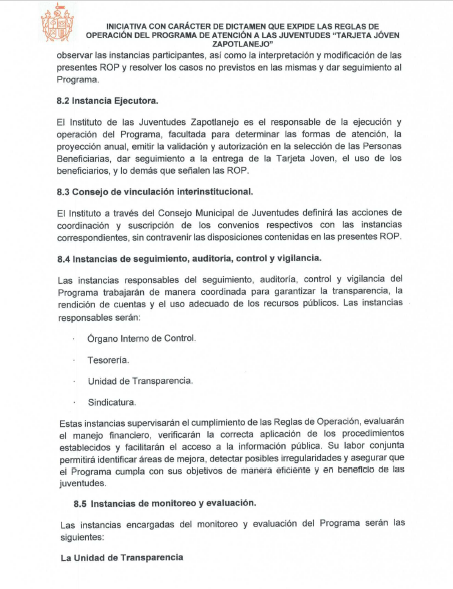 INICIATIVA CON CARÁCTER DE DICTAMEN QUE EXPIDE LAS REGLAS DE
OPERACIÓN DEL PROGRAMA DE ATENCIÓN A LAS JUVENTUDES "TARJETA JÓVEN
ZAPOTLANEJO"
observar las instancias participantes, así como la interpretación y modificación de las
presentes ROP y resolver los casos no previstos en las mismas y dar seguimiento al
Programa.
8.2 Instancia Ejecutora.
El Instituto de las Juventudes Zapotlanejo es el responsable de la ejecución y
operación del Programa, facultada para determinar las formas de atención, la
proyección anual, emitir la validación y autorización en la selección de las Personas
Beneficiarias, dar seguimiento a la entrega de la Tarjeta Joven, el uso de los
beneficiarios, y lo demás que señalen las ROP.
8.3 Consejo de vinculación interinstitucional.
El Instituto a través del Consejo Municipal de Juventudes definirá las acciones de
coordinación y suscripción de los convenios respectivos con las instancias
correspondientes, sin contravenir las disposiciones contenidas en las presentes ROP.
8.4 Instancias de seguimiento, auditoria, control y vigilancia.
Las instancias responsables del seguimiento, auditoría, control y vigilancia del
Programa trabajarán de manera coordinada para garantizar la transparencia, la
rendición de cuentas y el uso adecuado de los recursos públicos. Las instancias
responsables serán:
· Órgano Interno de Control.
· Tesorería.
· Unidad de Transparencia.
· Sindicatura.
Estas instancias supervisarán el cumplimiento de las Reglas de Operación, evaluarán
el manejo financiero, verificarán la correcta aplicación de los procedimientos
establecidos y facilitarán el acceso a la información pública. Su labor conjunta
permitirá identificar áreas de mejora, detectar posibles irregularidades y asegurar que
el Programa cumpla con sus objetivos de manera eficiente y en beneficio de las
juventudes.
8.5 Instancias de monitoreo y evaluación.
Las instancias encargadas del monitoreo y evaluación del Programa serán las
siguientes:
La Unidad de Transparencia